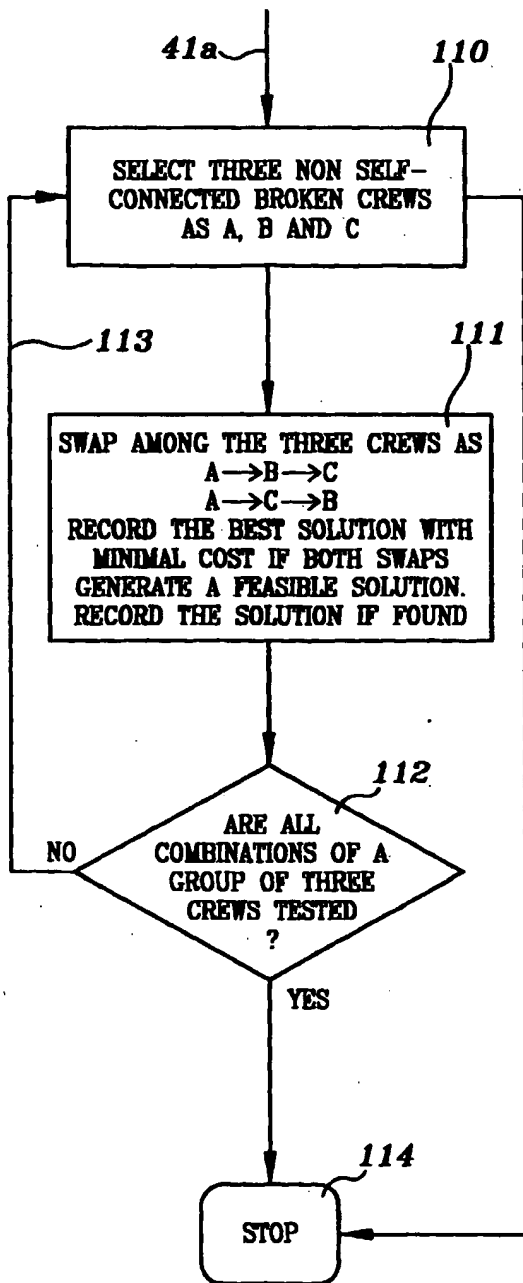 41a
110
SELECT THREE NON SELF-
CONNECTED BROKEN CREWS
AS A, B AND C
113
111
SWAP AMONG THE THREE CREWS AS
A→B→C
A→C→B
RECORD THE BEST SOLUTION WITH
MINIMAL COST IF BOTH SWAPS
GENERATE A FEASIBLE SOLUTION.
RECORD THE SOLUTION IF FOUND
112
ARE ALL
COMBINATIONS OF A
GROUP OF THREE
CREWS TESTED
?
NO
YES
114
STOP